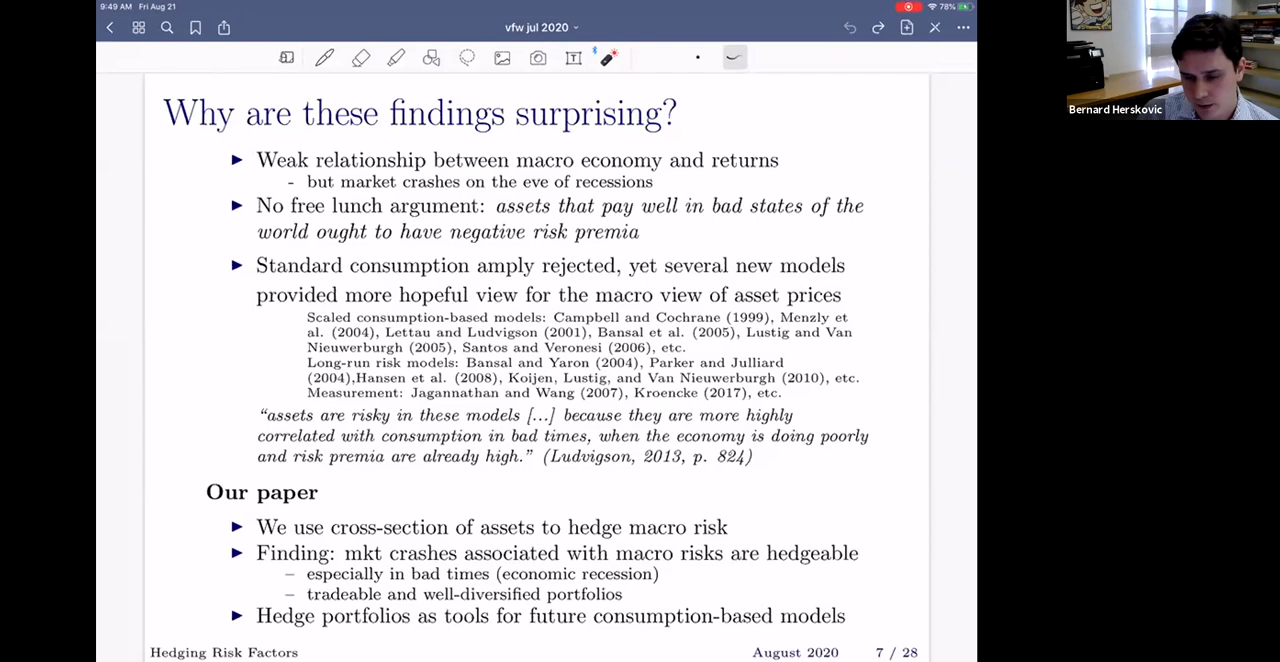 9:49 AM Fri Aug 21
78%
vfw jul 2020
T
Why are these findings surprising?
Weak relationship between macro economy and returns
- but market crashes on the eve of recessions
No free lunch argument: assets that pay well in bad states of the
world ought to have negative risk premia
Standard consumption amply rejected, yet several new models
provided more hopeful view for the macro view of asset prices
Scaled consumption-based models: Campbell and Cochrane (1999), Menzly et
al. (2004), Lettau and Ludvigson (2001), Bansal et al. (2005), Lustig and Van
Nieuwerburgh (2005), Santos and Veronesi (2006), etc.
Long-run risk models: Bansal and Yaron (2004), Parker and Julliard
(2004),Hansen et al. (2008), Koijen, Lustig, and Van Nieuwerburgh (2010), etc.
Measurement: Jagannathan and Wang (2007), Kroencke (2017), etc.
“assets are risky in these models [...] because they are more highly
correlated with consumption in bad times, when the economy is doing poorly
and risk premia are already high.” (Ludvigson, 2013, p. 824)
Our paper
We use cross-section of assets to hedge macro risk
Finding: mkt crashes associated with macro risks are hedgeable
– especially in bad times (economic recession)
– tradeable and well-diversified portfolios
Hedge portfolios as tools for future consumption-based models
Hedging Risk Factors
August 2020
7 / 28
Bernard Herskovic